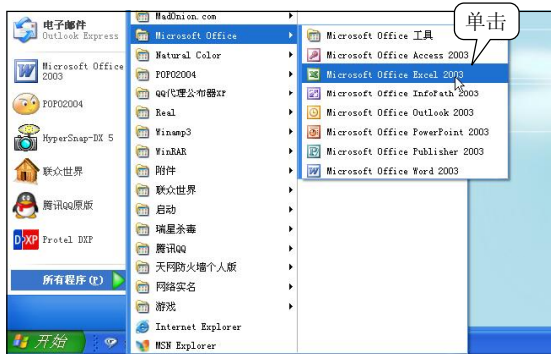 电子邮件
Outlook Express
Microsoft Office
2003
POPO2004
HyperSnap-DX 5
联众世界
腾讯QQ原版
Protel DXP
所有程序(P)
开始
MadOnion.com
Microsoft Office
Natural Color
POPO2004
QQ代理公布器XP
Real
Winamp3
WinRAR
附件
联众世界
启动
瑞星杀毒
腾讯QQ
天网防火墙个人版
网络实名
游戏
Internet Explorer
MSN Explorer
单击
Microsoft Office 工具
Microsoft Office Access 2003
Microsoft Office Excel 2003
Microsoft Office InfoPath 2003
Microsoft Office Outlook 2003
Microsoft Office PowerPoint 2003
Microsoft Office Publisher 2003
Microsoft Office Word 2003